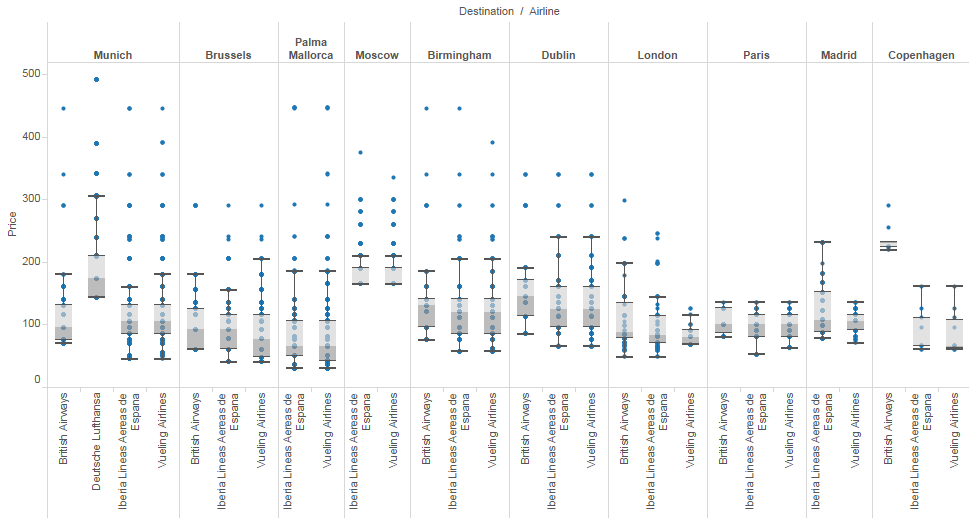 Destination / Airline
Munich
Brussels
Palma
Mallorca
Moscow
Birmingham
Dublin
London
Paris
Madrid
Copenhagen
Price
500
400
300
200
100
0
British Airways
Deutsche Lufthansa
Iberia Lineas Aereas de
Espana
Vueling Airlines
British Airways
Iberia Lineas Aereas de
Espana
Vueling Airlines
Iberia Lineas Aereas de
Espana
Vueling Airlines
Iberia Lineas Aereas de
Espana
Vueling Airlines
British Airways
Iberia Lineas Aereas de
Espana
Vueling Airlines
British Airways
Iberia Lineas Aereas de
Espana
Vueling Airlines
British Airways
Iberia Lineas Aereas de
Espana
Vueling Airlines
British Airways
Iberia Lineas Aereas de
Espana
Vueling Airlines
Iberia Lineas Aereas de
Espana
Vueling Airlines
British Airways
Iberia Lineas Aereas de
Espana
Vueling Airlines